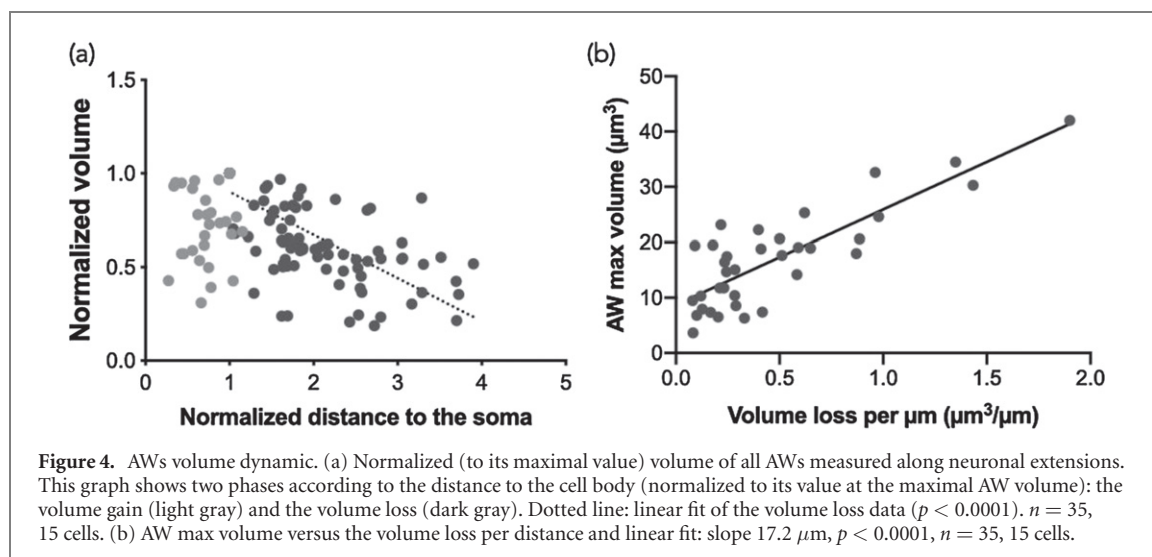 (a)
1.5
1.0
0.5
0.0
Normalized volume
0 1 2 3 4 5
Normalized distance to the soma
(b)
50
40
30
20
10
0
AW max volume (µm³)
0.0 0.5 1.0 1.5 2.0
Volume loss per µm (µm³/µm)
Figure 4. AWs volume dynamic. (a) Normalized (to its maximal value) volume of all AWs measured along neuronal extensions.
This graph shows two phases according to the distance to the cell body (normalized to its value at the maximal AW volume): the
volume gain (light gray) and the volume loss (dark gray). Dotted line: linear fit of the volume loss data (p < 0.0001). n = 35,
15 cells. (b) AW max volume versus the volume loss per distance and linear fit: slope 17.2 µm, p < 0.0001, n = 35, 15 cells.